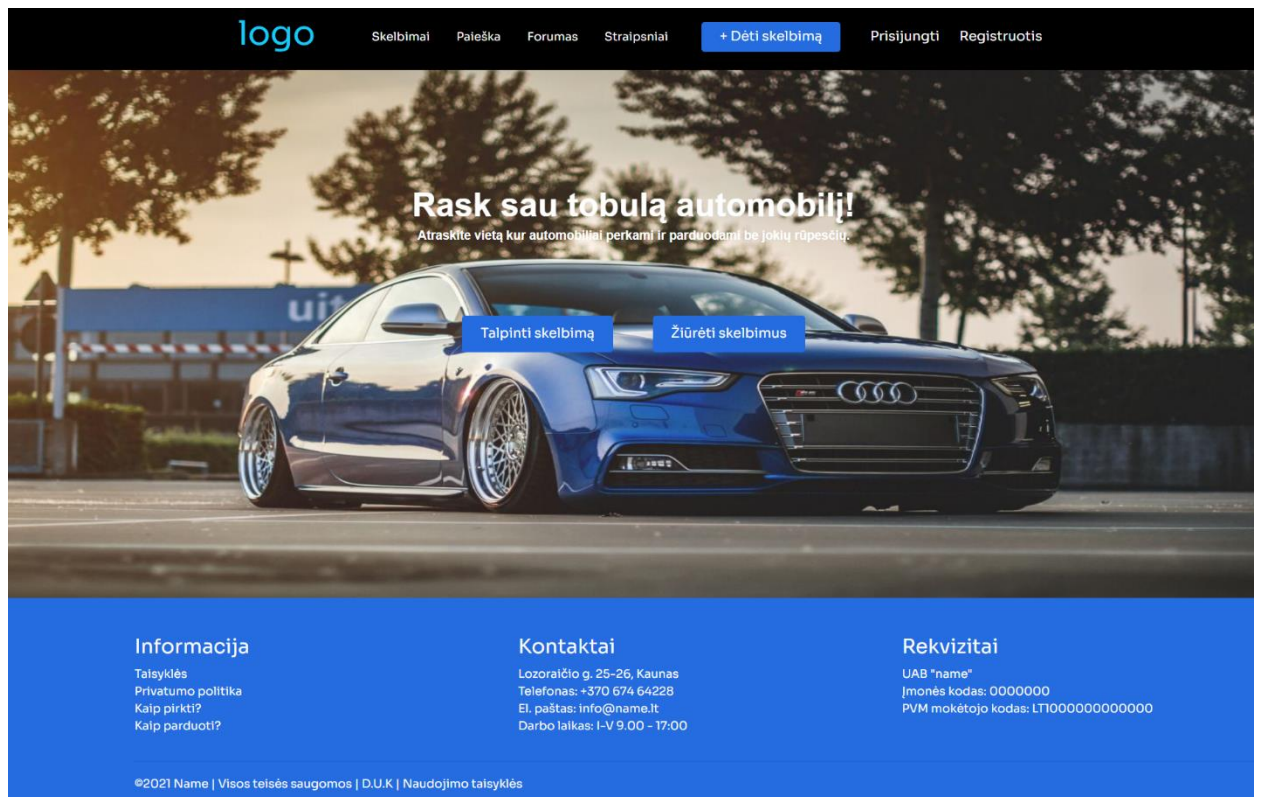 logo
Skelbimai Paieška Forumas Straipsniai + Dėti skelbimą Prisijungti Registruotis
Rask sau tobulą automobilį!
Atraskite vietą kur automobiliai perkami ir parduodami be jokių rūpesčių.
uit
Talpinti skelbimą Žiūrėti skelbimus
Informacija
Taisyklės
Privatumo politika
Kaip pirkti?
Kaip parduoti?
Kontaktai
Lozoraičio g. 25-26, Kaunas
Telefonas: +370 674 64228
El. paštas: info@name.lt
Darbo laikas: I-V 9.00 - 17:00
Rekvizitai
UAB "name"
Įmonės kodas: 0000000
PVM mokėtojo kodas: LT1000000000000
©2021 Name | Visos teisės saugomos | D.U.K | Naudojimo taisyklės